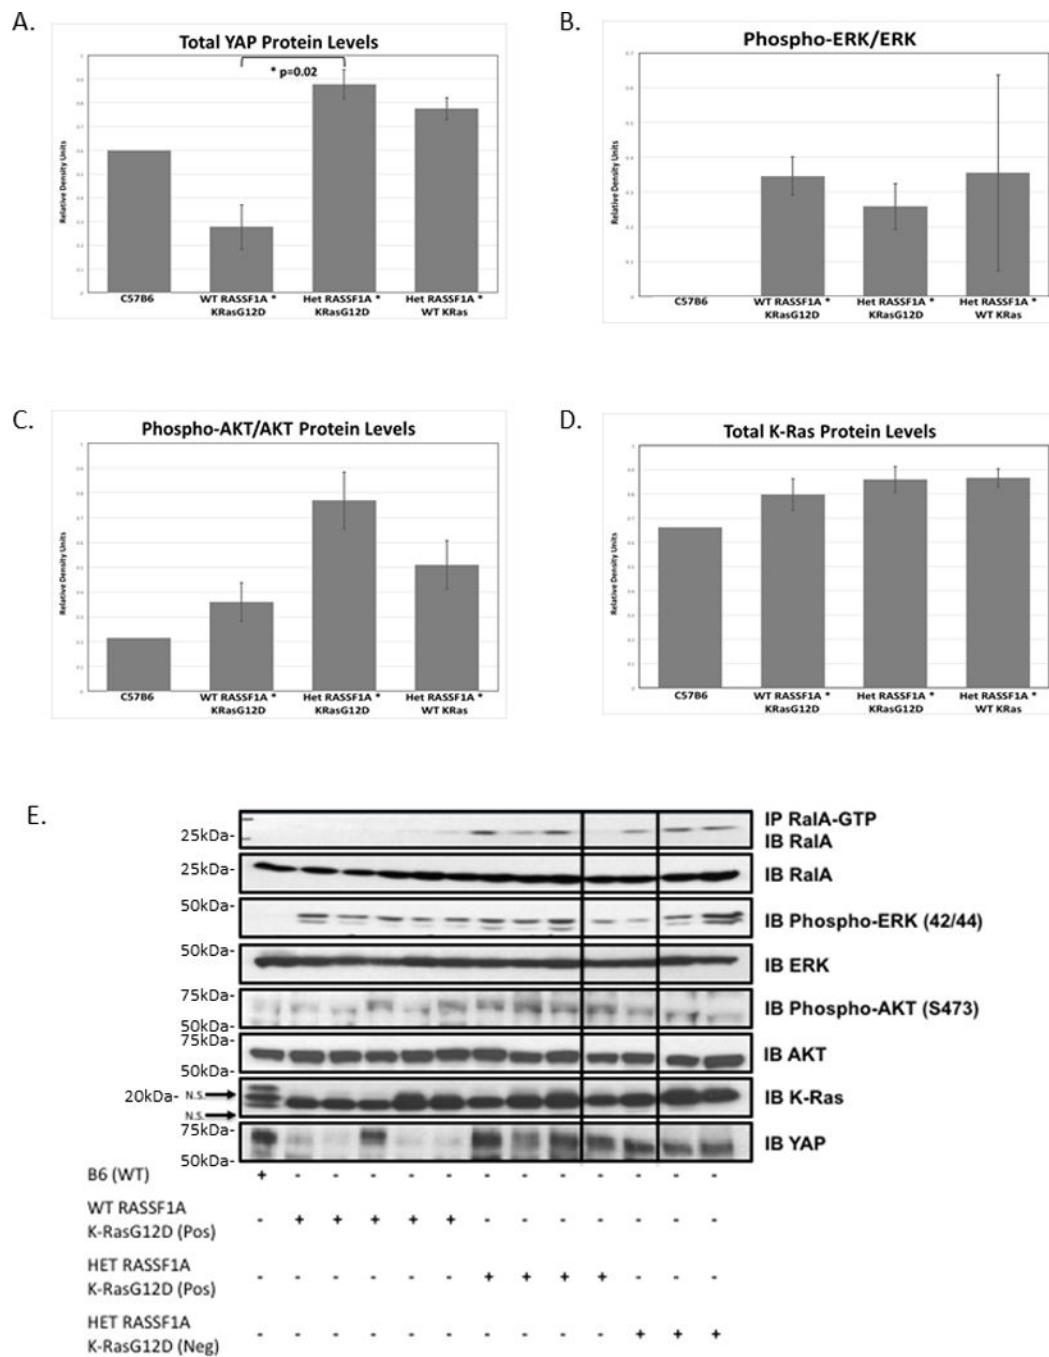 A.
Total YAP Protein Levels
* p=0.02
Relative Density Units
C57B6
WT RASSF1A *
KRasG12D
Het RASSF1A *
KRasG12D
Het RASSF1A *
WT KRas
B.
Phospho-ERK/ERK
Relative Density Units
C57B6
WT RASSF1A *
KRasG12D
Het RASSF1A *
KRasG12D
Het RASSF1A *
WT KRas
C.
Phospho-AKT/AKT Protein Levels
Relative Density Units
C57B6
WT RASSF1A *
KRasG12D
Het RASSF1A *
KRasG12D
Het RASSF1A *
WT KRas
D.
Total K-Ras Protein Levels
Relative Density Units
C57B6
WT RASSF1A *
KRasG12D
Het RASSF1A *
KRasG12D
Het RASSF1A *
WT KRas
E.
25kDa-
IP RalA-GTP
IB RalA
25kDa-
IB RalA
50kDa-
IB Phospho-ERK (42/44)
50kDa-
IB ERK
75kDa-
50kDa-
IB Phospho-AKT (S473)
75kDa-
50kDa-
IB AKT
20kDa-
N.S.
N.S.
IB K-Ras
75kDa-
50kDa-
IB YAP
B6 (WT) + - - - - - - - - - - - -
WT RASSF1A
K-RasG12D (Pos) - + + + + + - - - - - - -
HET RASSF1A
K-RasG12D (Pos) - - - - - - + + + + - - -
HET RASSF1A
K-RasG12D (Neg) - - - - - - - - - - + + +